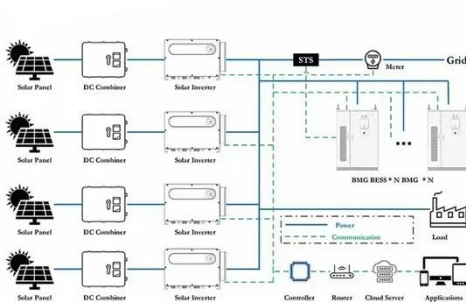 STS
Meter
Grid
Solar Panel
DC Combiner
Solar Inverter
Solar Panel
DC Combiner
Solar Inverter
BMG BESS * N BMG * N
Solar Panel
DC Combiner
Solar Inverter
Power
Communication
Load
Solar Panel
DC Combiner
Solar Inverter
Controller
Router
Cloud Server
Applications